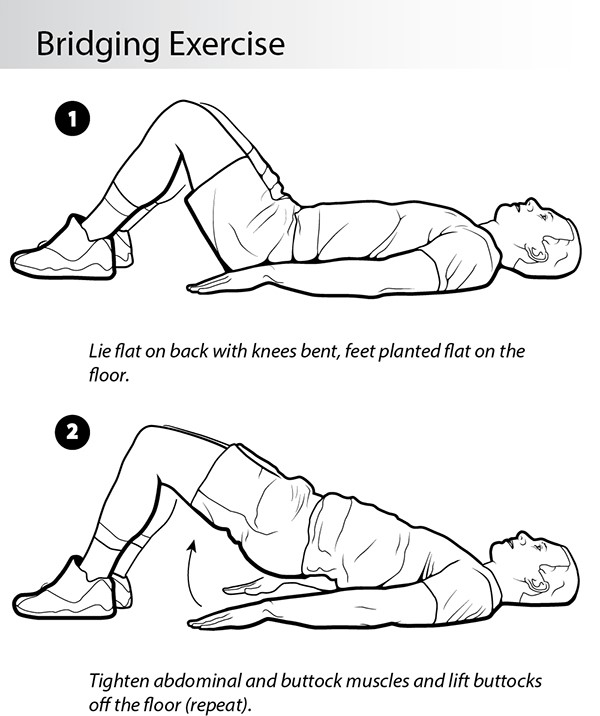 Bridging Exercise
1
Lie flat on back with knees bent, feet planted flat on the
floor.
2
Tighten abdominal and buttock muscles and lift buttocks
off the floor (repeat).